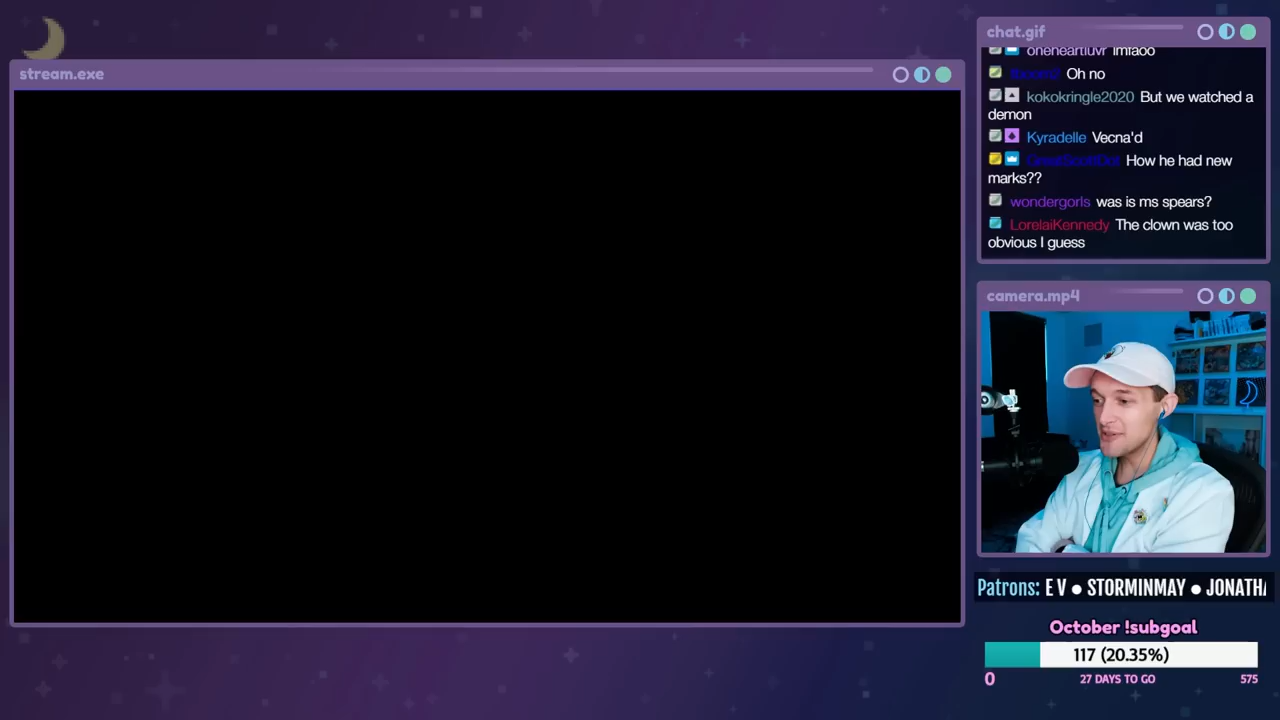 chat.gif
oneheartluvr lmfaoo
Oh no
kokokringle2020 But we watched a
demon
Kyradelle Vecna'd
GreatScottDot How he had new
marks??
wondergorls was is ms spears?
LorelaiKennedy The clown was too
obvious I guess
stream.exe
camera.mp4
Patrons: E V ● STORMINMAY ● JONATHA
October !subgoal
117 (20.35%)
0 27 DAYS TO GO 575